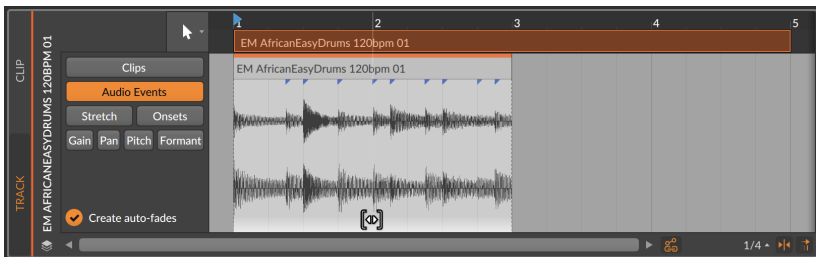 1 2 3 4 5
EM AfricanEasyDrums 120bpm 01
EM AfricanEasyDrums 120bpm 01
CLIP
TRACK
EM AFRICANEASYDRUMS 120BPM 01
Clips
Audio Events
Stretch Onsets
Gain Pan Pitch Formant
Create auto-fades
1/4